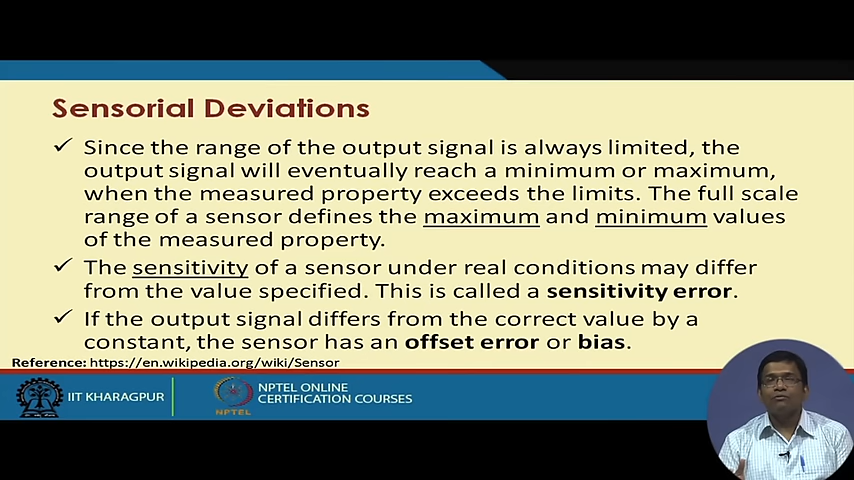 Sensorial Deviations
✓ Since the range of the output signal is always limited, the
output signal will eventually reach a minimum or maximum,
when the measured property exceeds the limits. The full scale
range of a sensor defines the maximum and minimum values
of the measured property.
✓ The sensitivity of a sensor under real conditions may differ
from the value specified. This is called a sensitivity error.
✓ If the output signal differs from the correct value by a
constant, the sensor has an offset error or bias.
Reference: https://en.wikipedia.org/wiki/Sensor
IIT KHARAGPUR
NPTEL
NPTEL ONLINE
CERTIFICATION COURSES